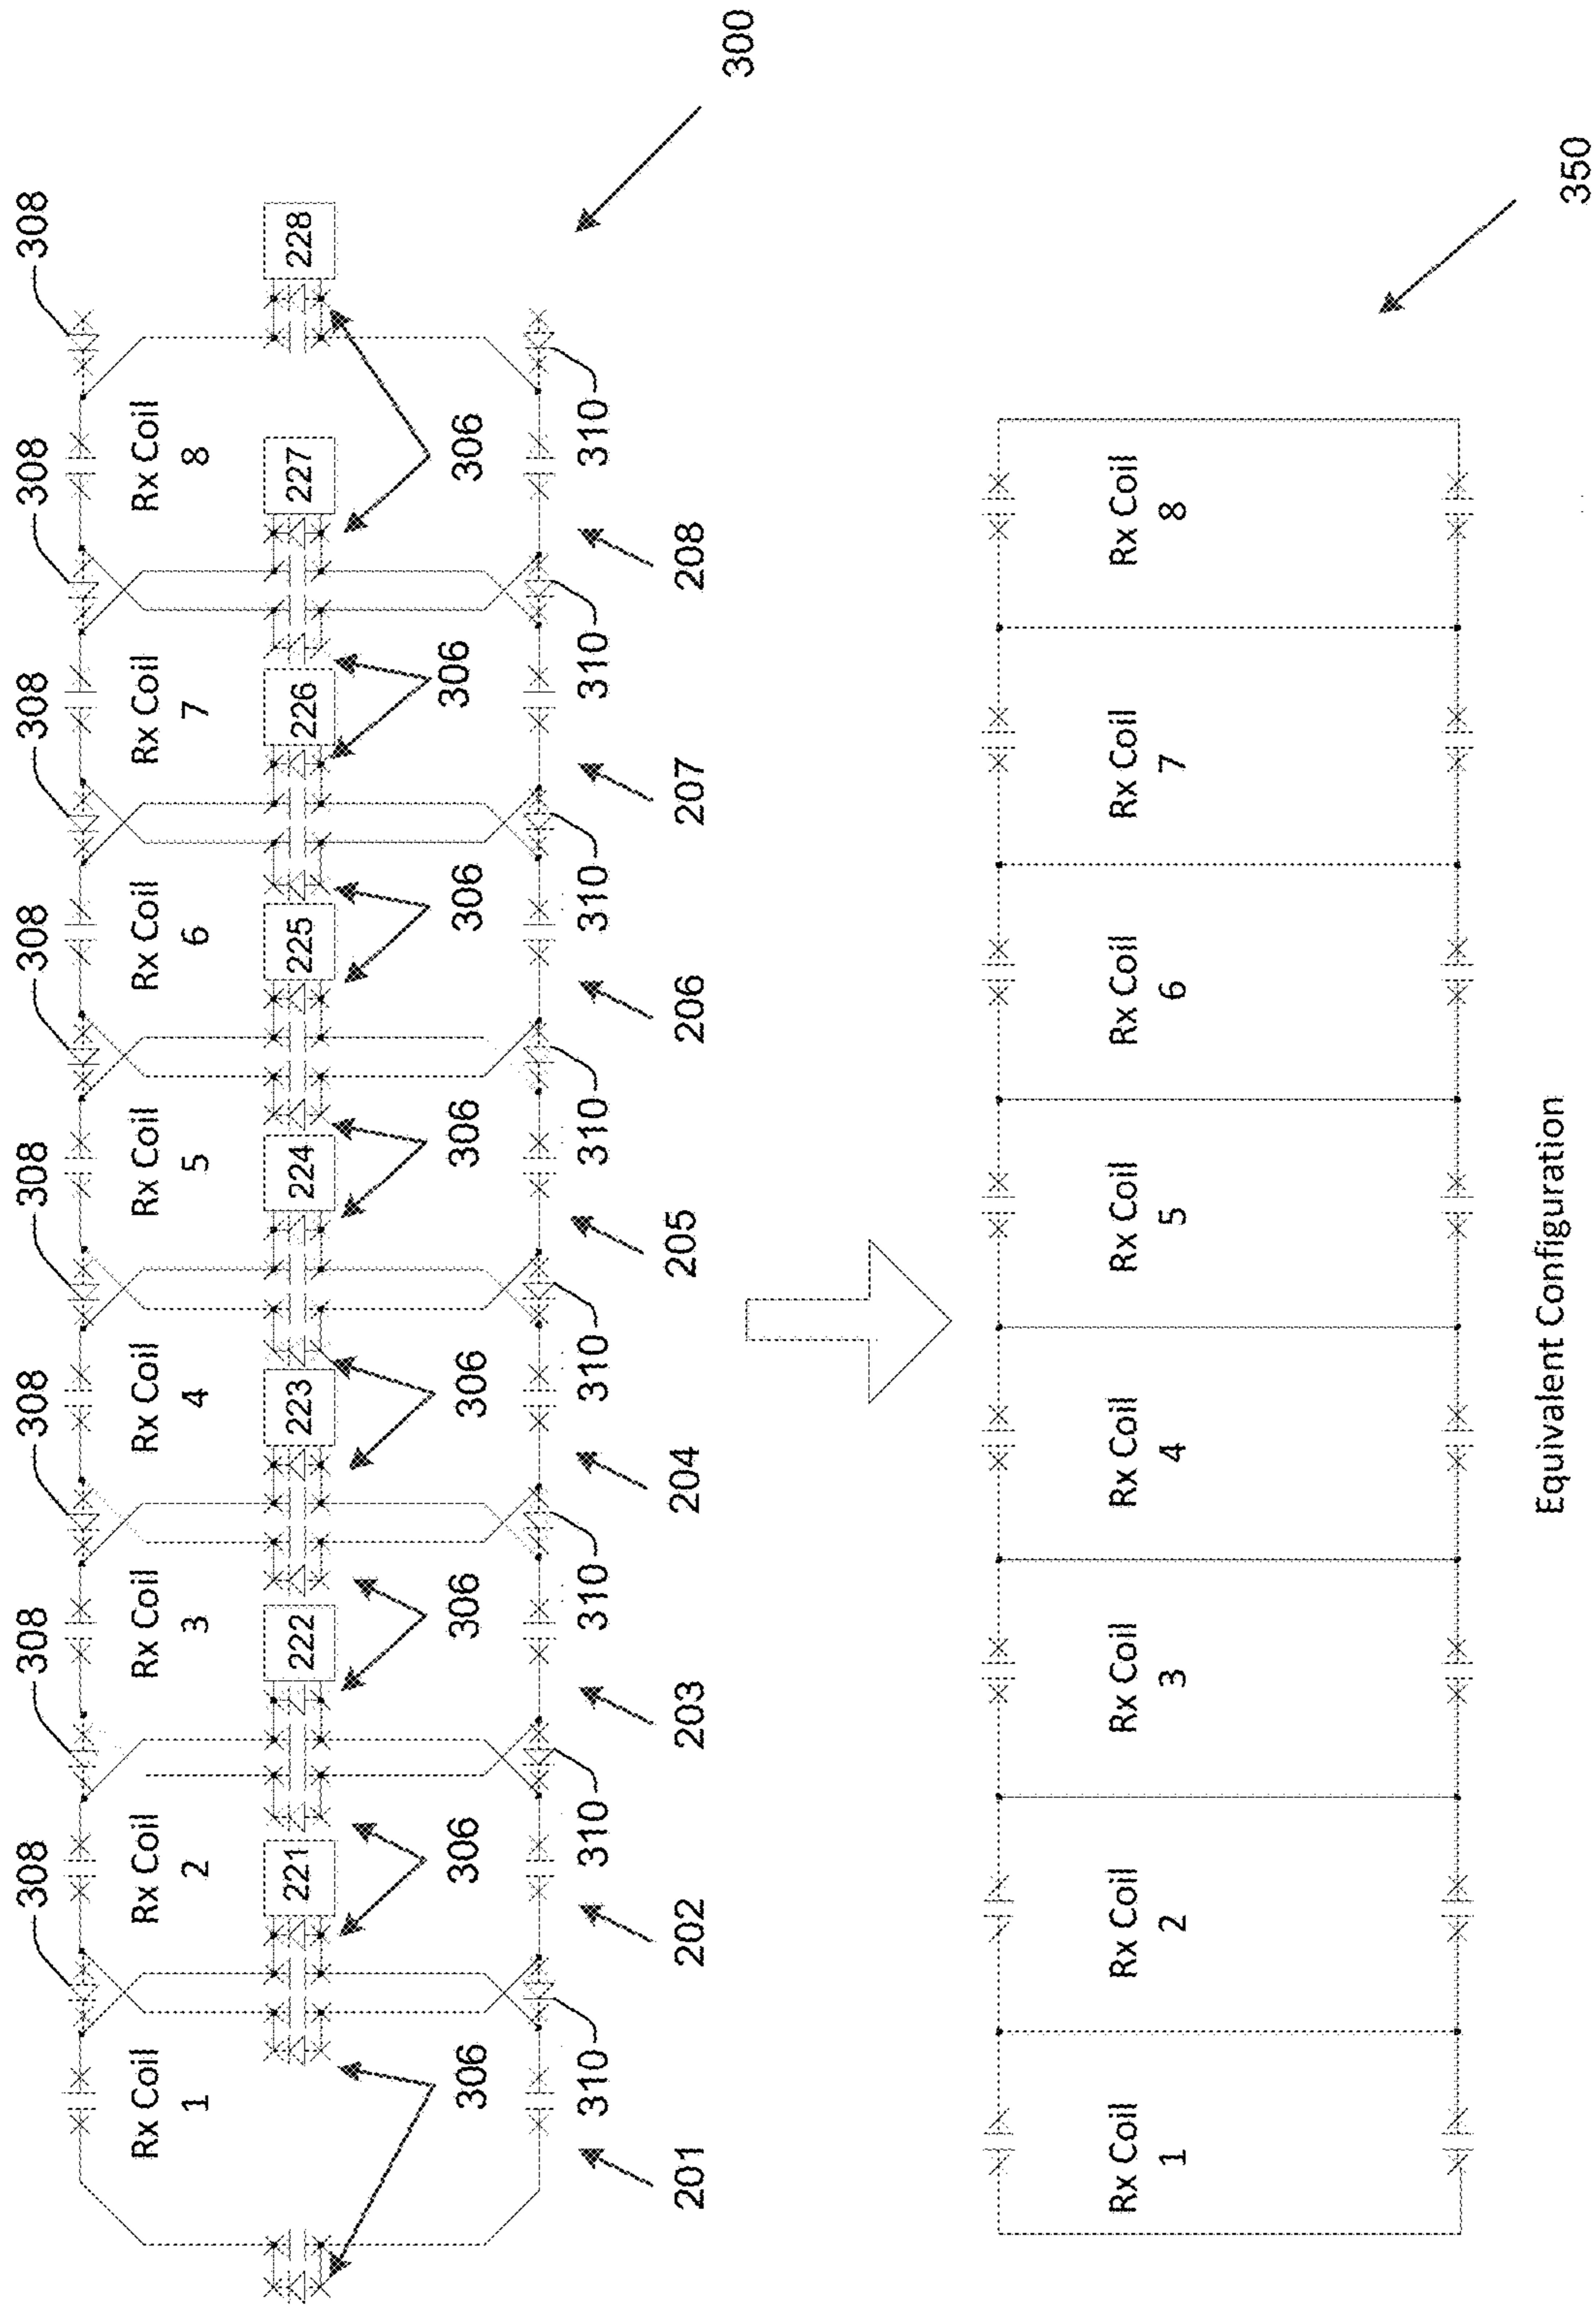 308 308 308 308 308 308 308 308
Rx Coil 1
Rx Coil 2
Rx Coil 3
Rx Coil 4
Rx Coil 5
Rx Coil 6
Rx Coil 7
Rx Coil 8
221 222 223 224 225 226 227 228
306 306 306 306 306 306 306 306
310 310 310 310 310 310 310 310
201 202 203 204 205 206 207 208
300
Rx Coil 1
Rx Coil 2
Rx Coil 3
Rx Coil 4
Rx Coil 5
Rx Coil 6
Rx Coil 7
Rx Coil 8
Equivalent Configuration
350